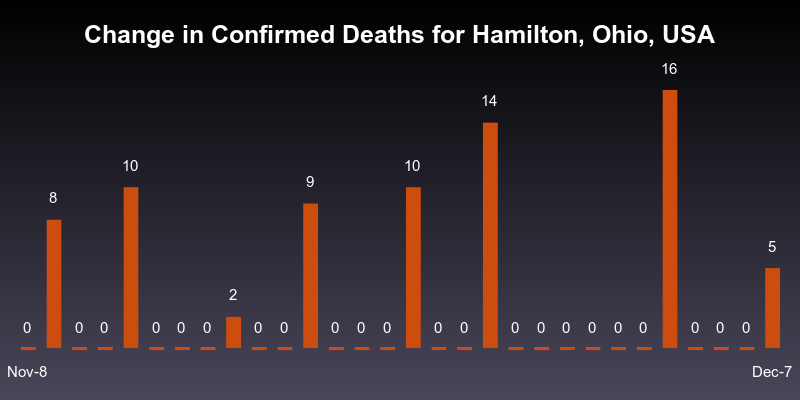 Change in Confirmed Deaths for Hamilton, Ohio, USA
0 8 0 0 10 0 0 0 2 0 0 9 0 0 0 10 0 0 14 0 0 0 0 0 0 16 0 0 0 5
Nov-8 Dec-7